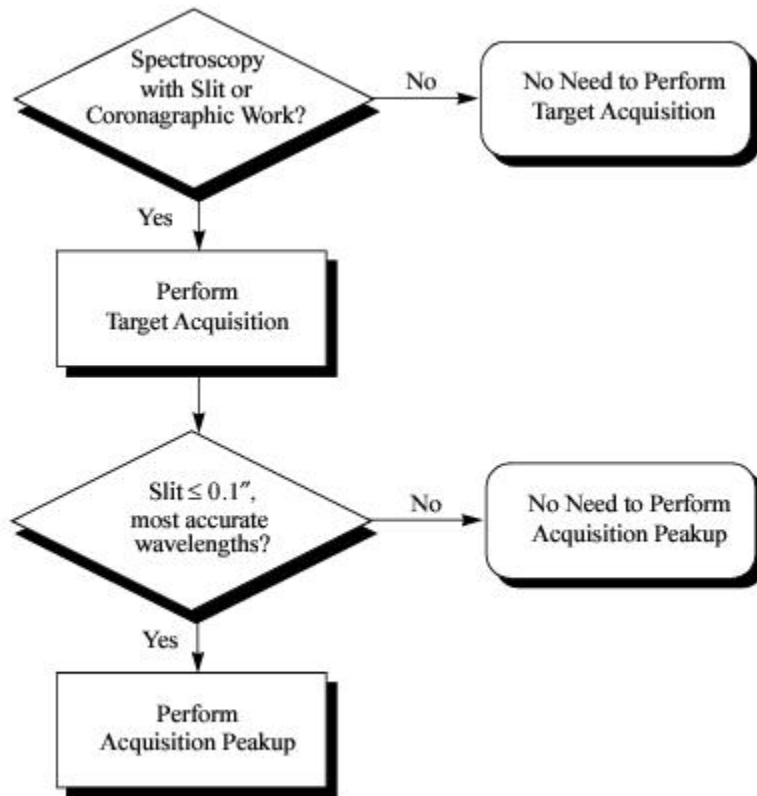 Spectroscopy
with Slit or
Coronagraphic Work?
No
No Need to Perform
Target Acquisition
Yes
Perform
Target Acquisition
Slit ≤ 0.1″,
most accurate
wavelengths?
No
No Need to Perform
Acquisition Peakup
Yes
Perform
Acquisition Peakup